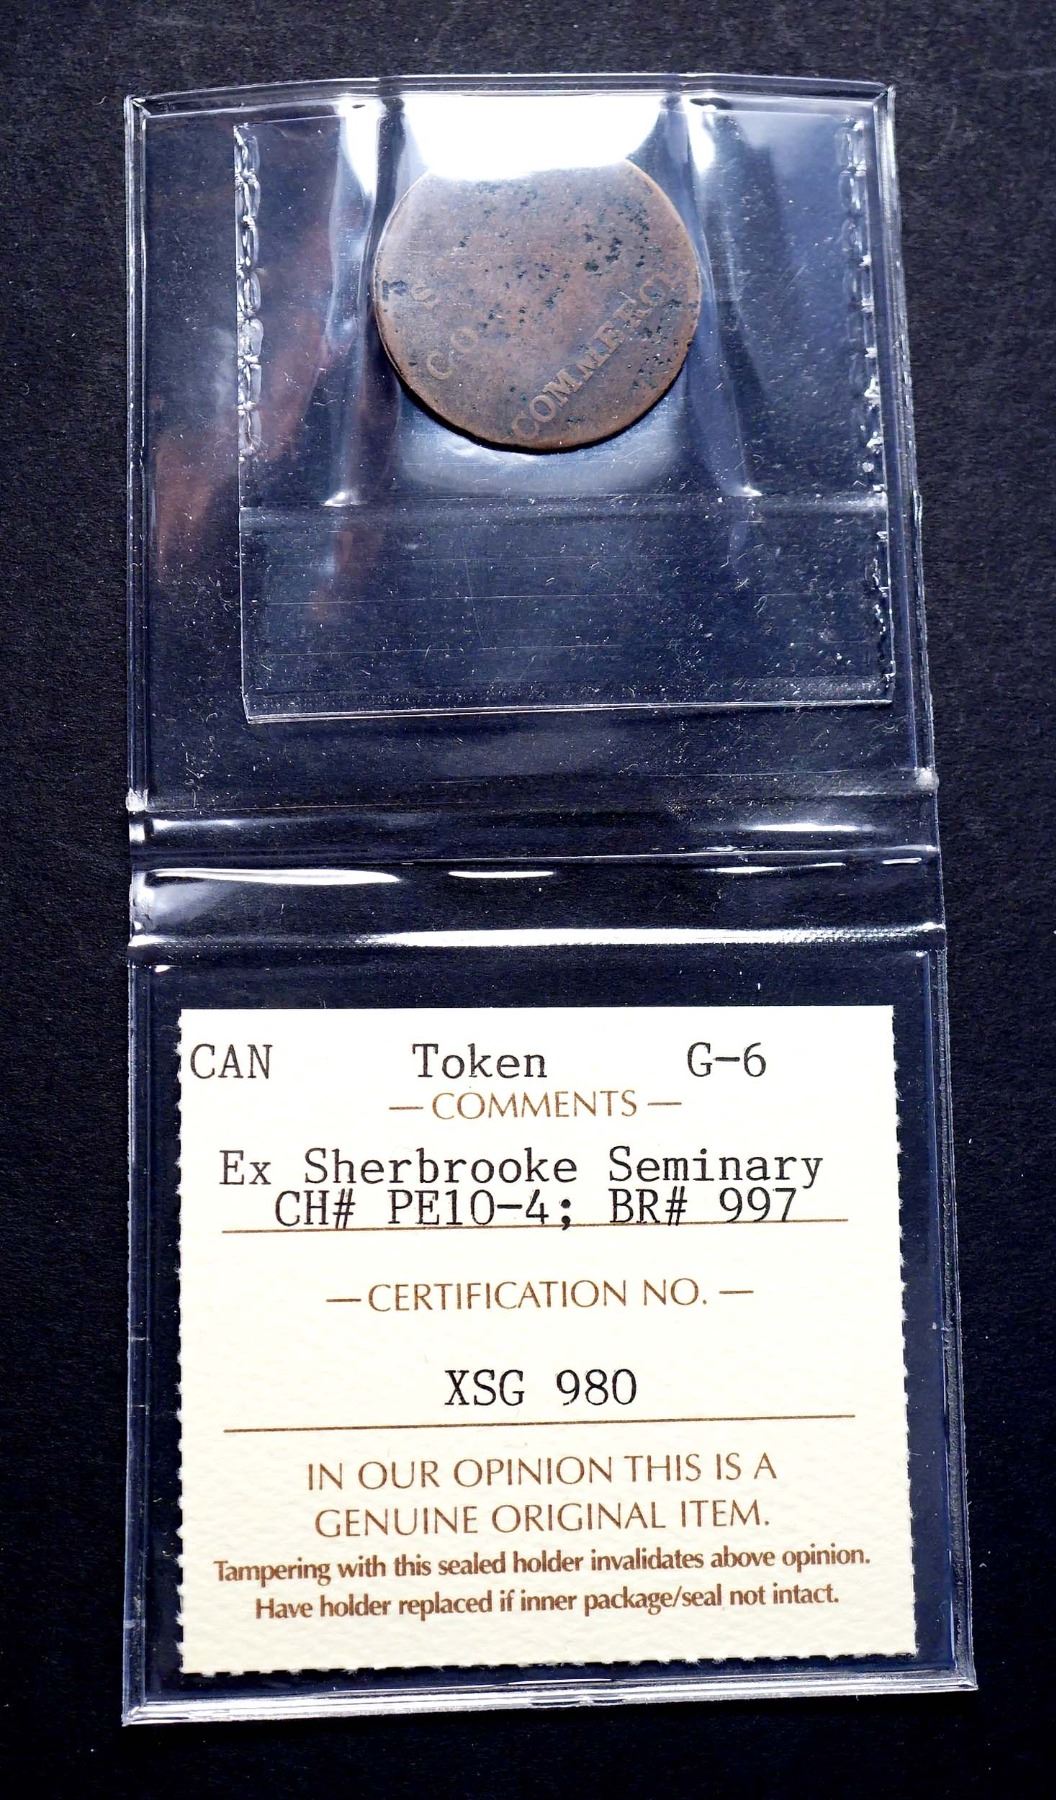 S
CO
COMMERCE
CAN Token G-6
— COMMENTS —
Ex Sherbrooke Seminary
CH# PE10-4; BR# 997
— CERTIFICATION NO. —
XSG 980
IN OUR OPINION THIS IS A
GENUINE ORIGINAL ITEM.
Tampering with this sealed holder invalidates above opinion.
Have holder replaced if inner package/seal not intact.